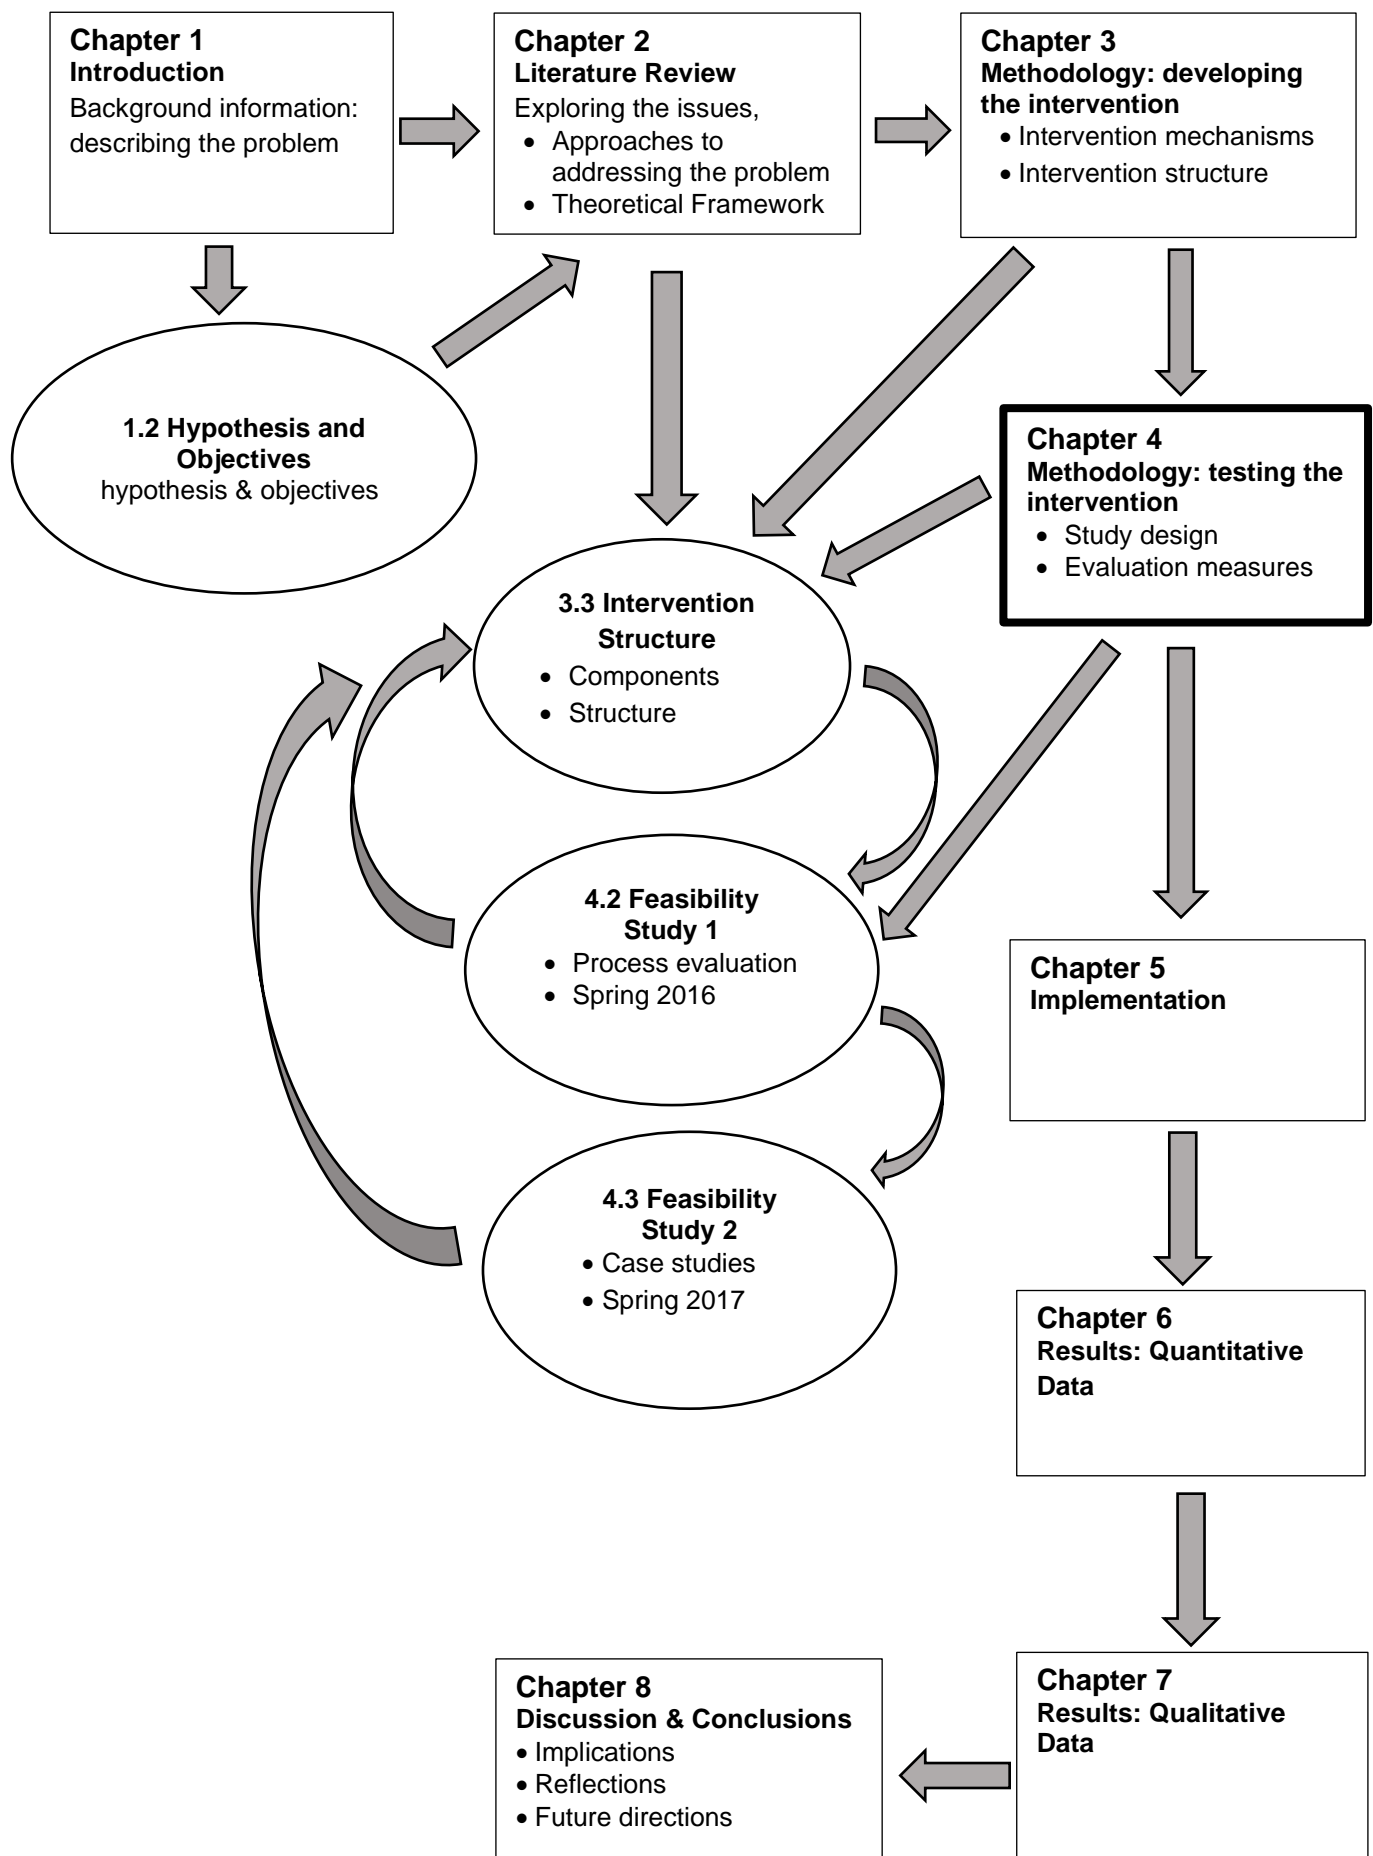 Chapter 1
Introduction
Background information:
describing the problem
Chapter 2
Literature Review
Exploring the issues,
• Approaches to
addressing the problem
• Theoretical Framework
Chapter 3
Methodology: developing
the intervention
• Intervention mechanisms
• Intervention structure
1.2 Hypothesis and
Objectives
hypothesis & objectives
Chapter 4
Methodology: testing the
intervention
• Study design
• Evaluation measures
3.3 Intervention
Structure
• Components
• Structure
4.2 Feasibility
Study 1
• Process evaluation
• Spring 2016
Chapter 5
Implementation
4.3 Feasibility
Study 2
• Case studies
• Spring 2017
Chapter 6
Results: Quantitative
Data
Chapter 7
Results: Qualitative
Data
Chapter 8
Discussion & Conclusions
• Implications
• Reflections
• Future directions